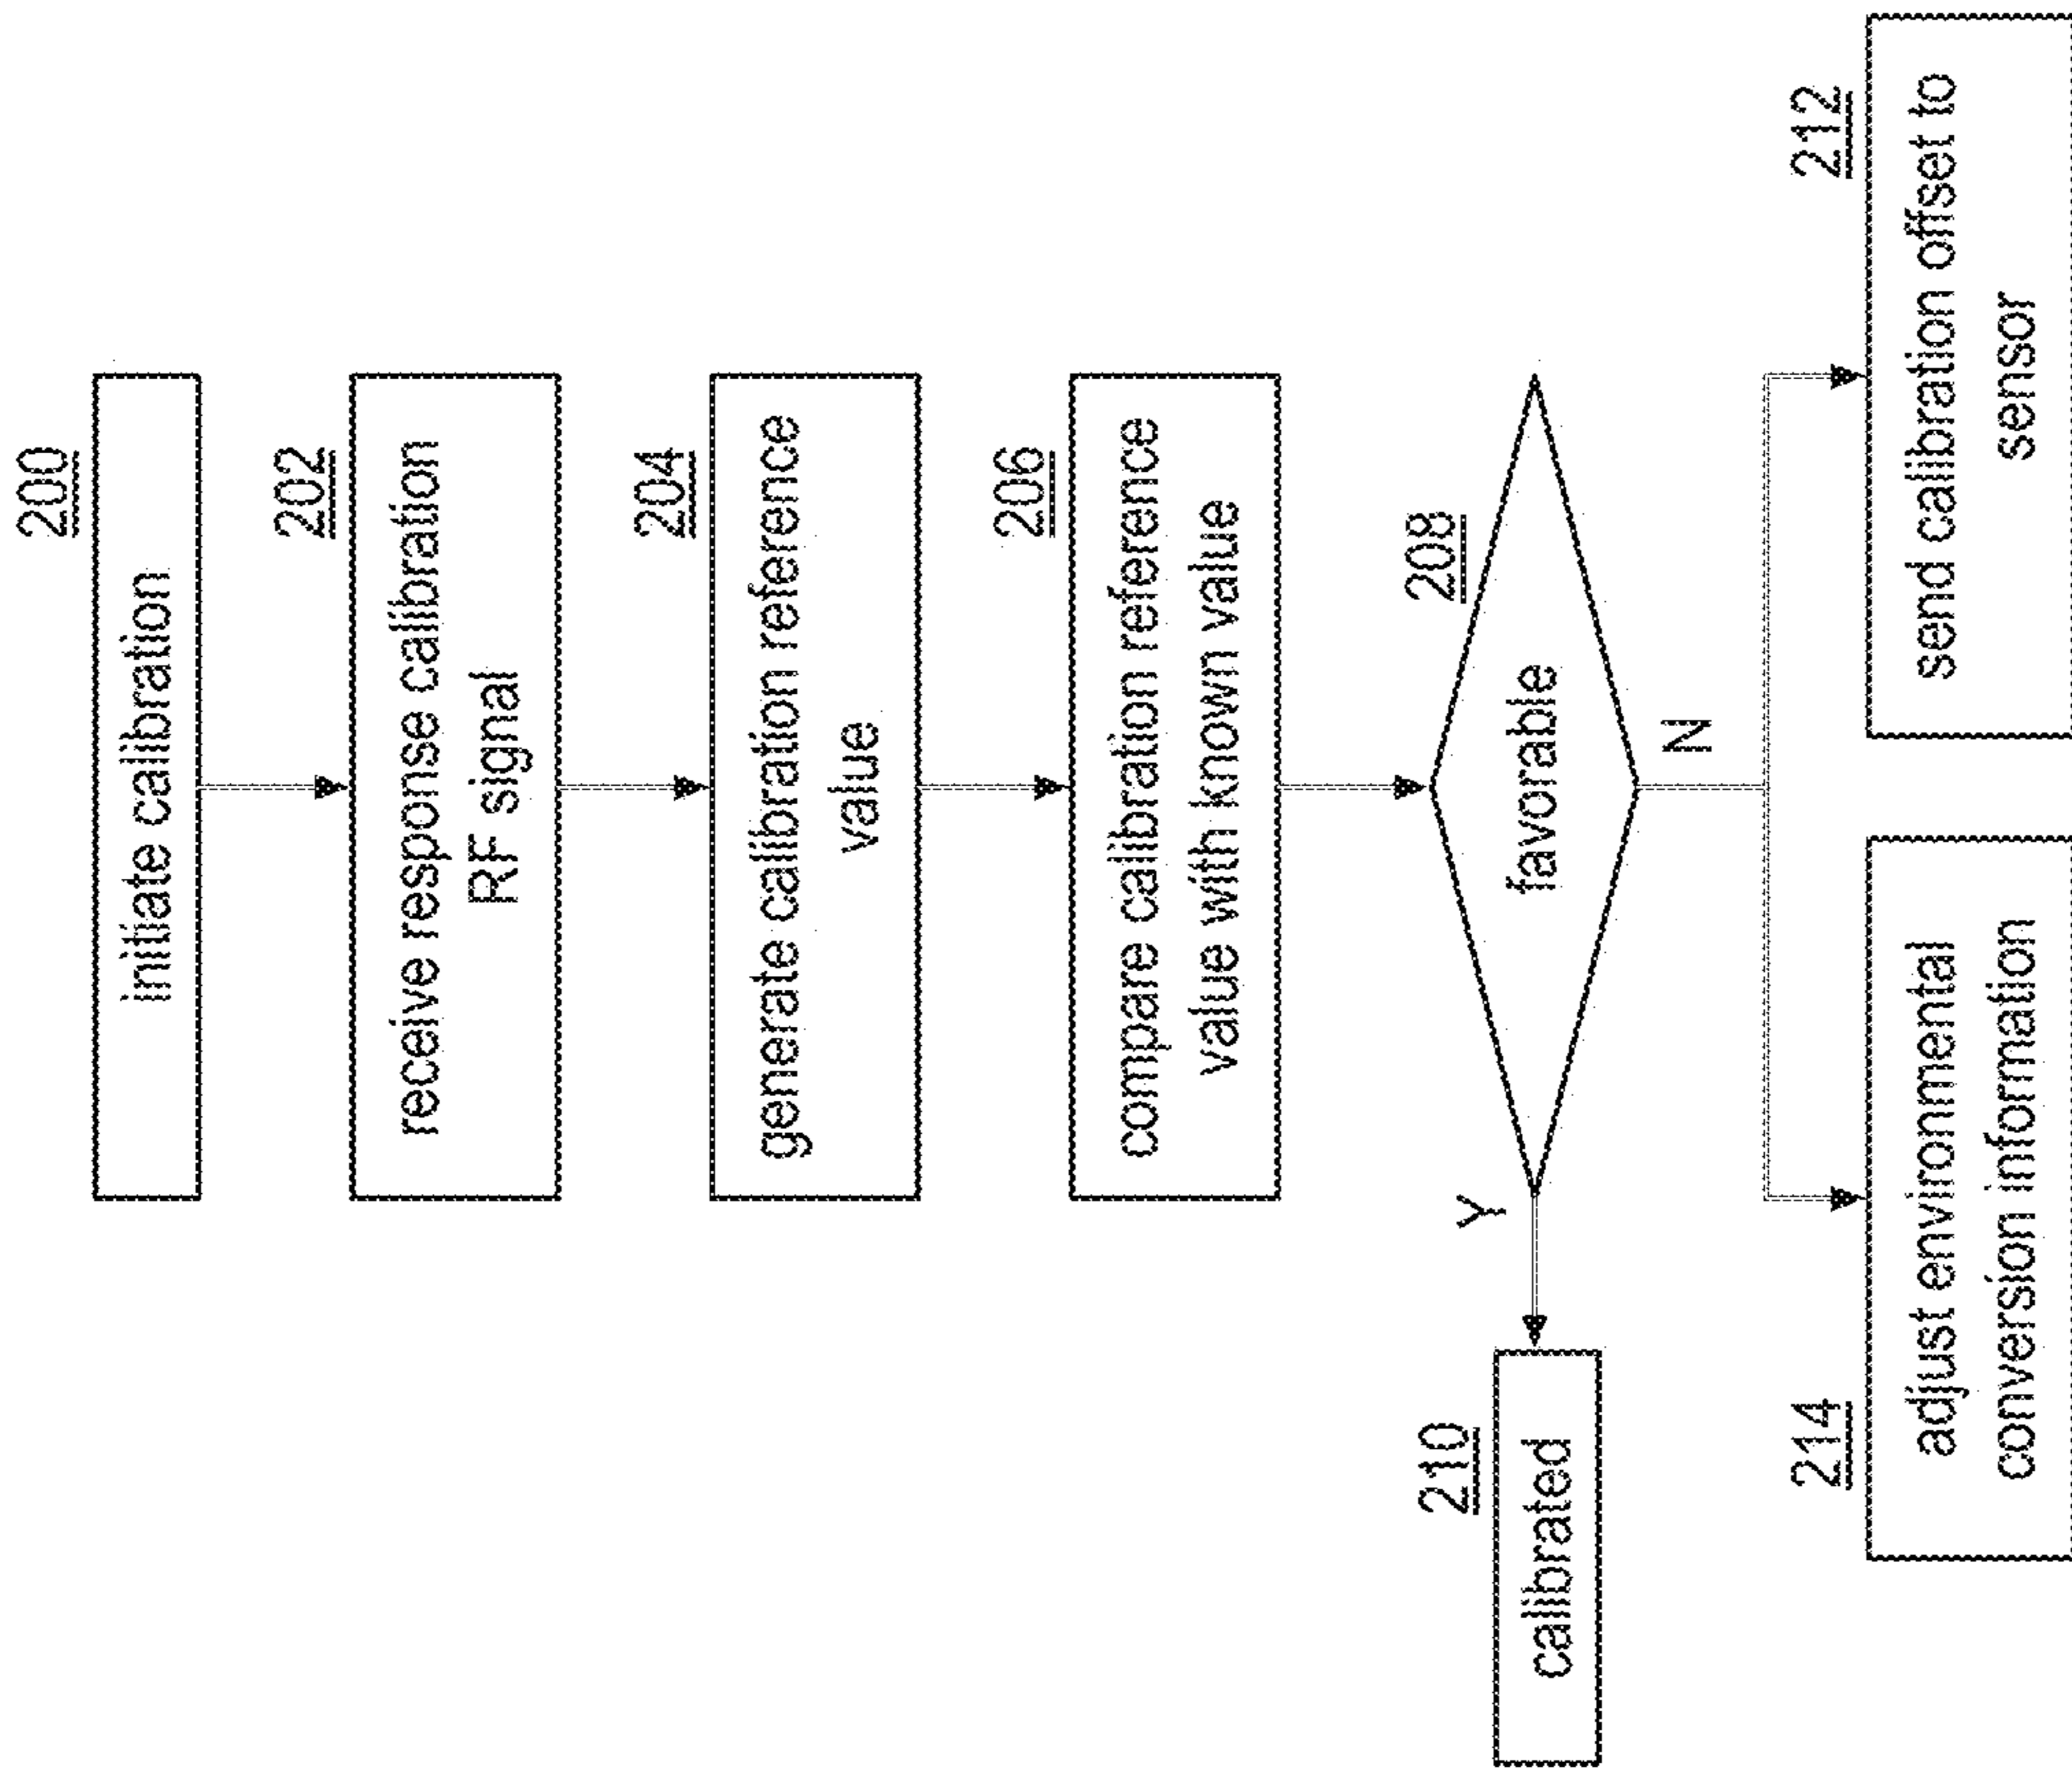 200
initiate calibration
202
receive response calibration
RF signal
204
generate calibration reference
value
206
compare calibration reference
value with known value
208
favorable
Y
N
210
calibrated
214
adjust environmental
conversion information
212
send calibration offset to
sensor